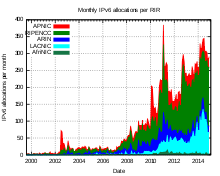 Monthly IPv6 allocations per RIR
IPv6 allocations per month
400
350
300
250
200
150
100
50
0
APNIC
RIPENCC
ARIN
LACNIC
AfriNIC
2000 2002 2004 2006 2008 2010 2012 2014
Date